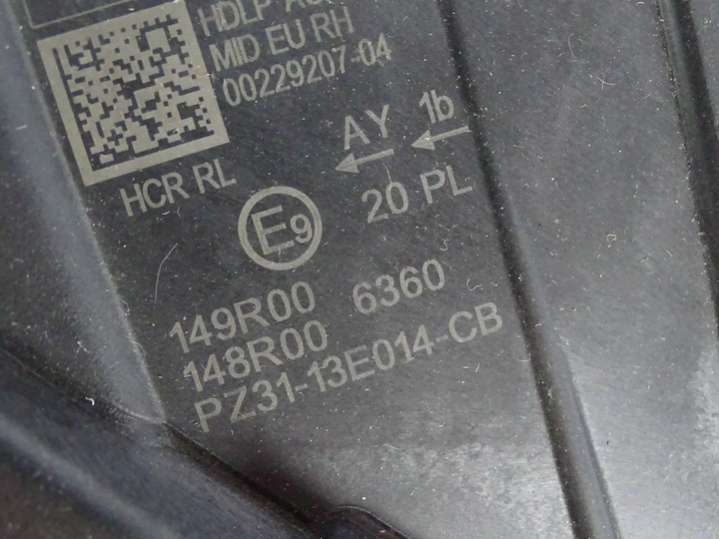 HDLP
MID EU RH
00229207-04
AY 1b
HCR RL
20 PL
E9
149R00 6360
148R00
PZ31-13E014-CB